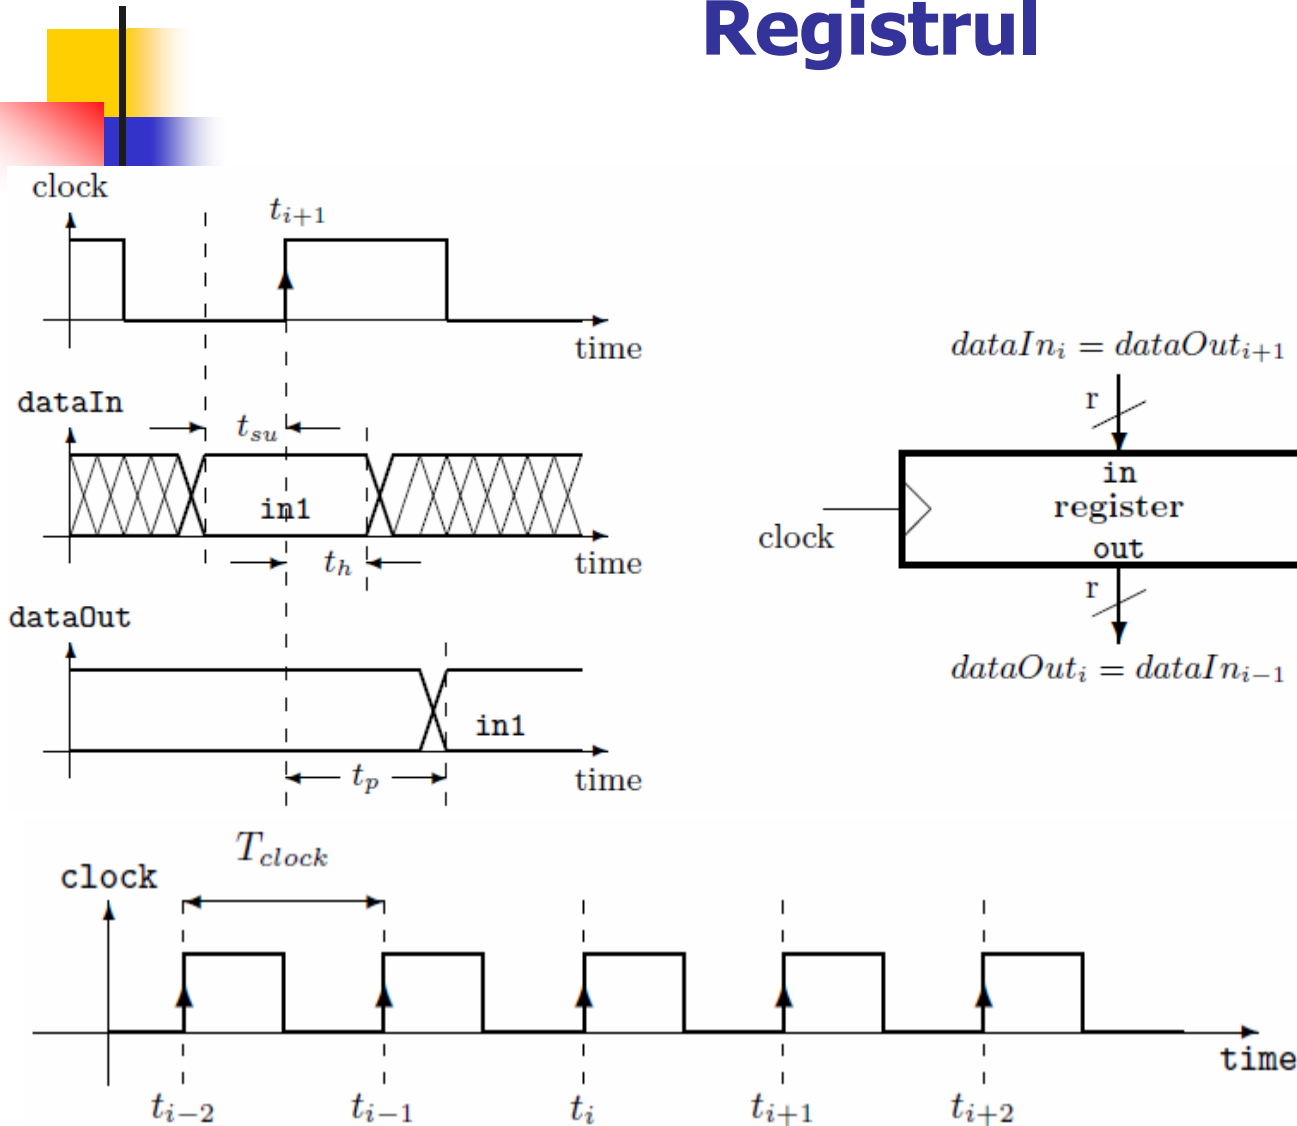 Registrul
clock
t_{i+1}
time
dataIn
t_{su}
in1
t_h
time
dataOut
in1
t_p
time
dataIn_i = dataOut_{i+1}
r
in
register
out
clock
r
dataOut_i = dataIn_{i−1}
T_{clock}
clock
time
t_{i−2} t_{i−1} t_i t_{i+1} t_{i+2}